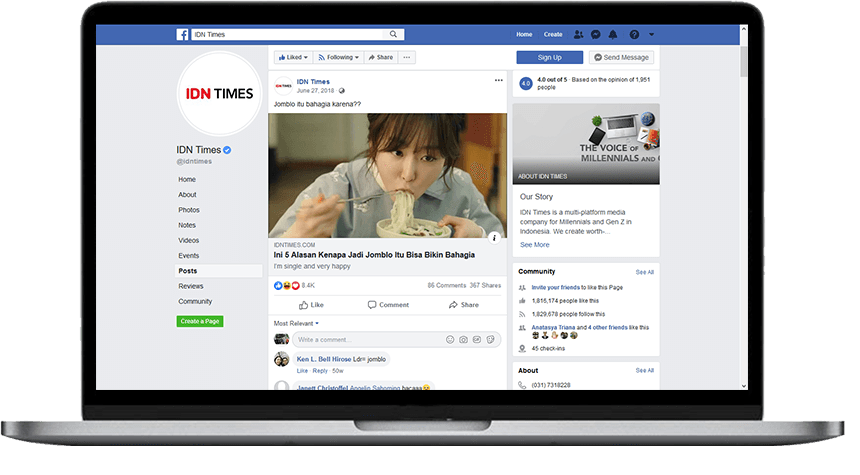 IDN Times
Home
Create
IDN TIMES
IDN Times
@idntimes
Home
About
Photos
Notes
Videos
Events
Posts
Reviews
Community
Create a Page
Liked
Following
Share
Sign Up
Send Message
IDN TIMES
IDN Times
June 27, 2018
Jomblo itu bahagia karena??
IDNTIMES.COM
Ini 5 Alasan Kenapa Jadi Jomblo Itu Bisa Bikin Bahagia
I'm single and very happy
8.4K
86 Comments 367 Shares
Like
Comment
Share
Most Relevant
Write a comment...
Ken L. Bell Hirose Ldr= jomblo
Like Reply 50w
4.0
4.0 out of 5 · Based on the opinion of 1,951
people
THE VOICE OF
MILLENNIALS AND G
ABOUT IDN TIMES
Our Story
IDN Times is a multi-platform media
company for Millennials and Gen Z in
Indonesia. We create worth-...
See More
Community
See All
Invite your friends to like this Page
1,815,174 people like this
1,829,678 people follow this
Anatasya Triana and 4 other friends like this
45 check-ins
About
See All
(031) 7318228